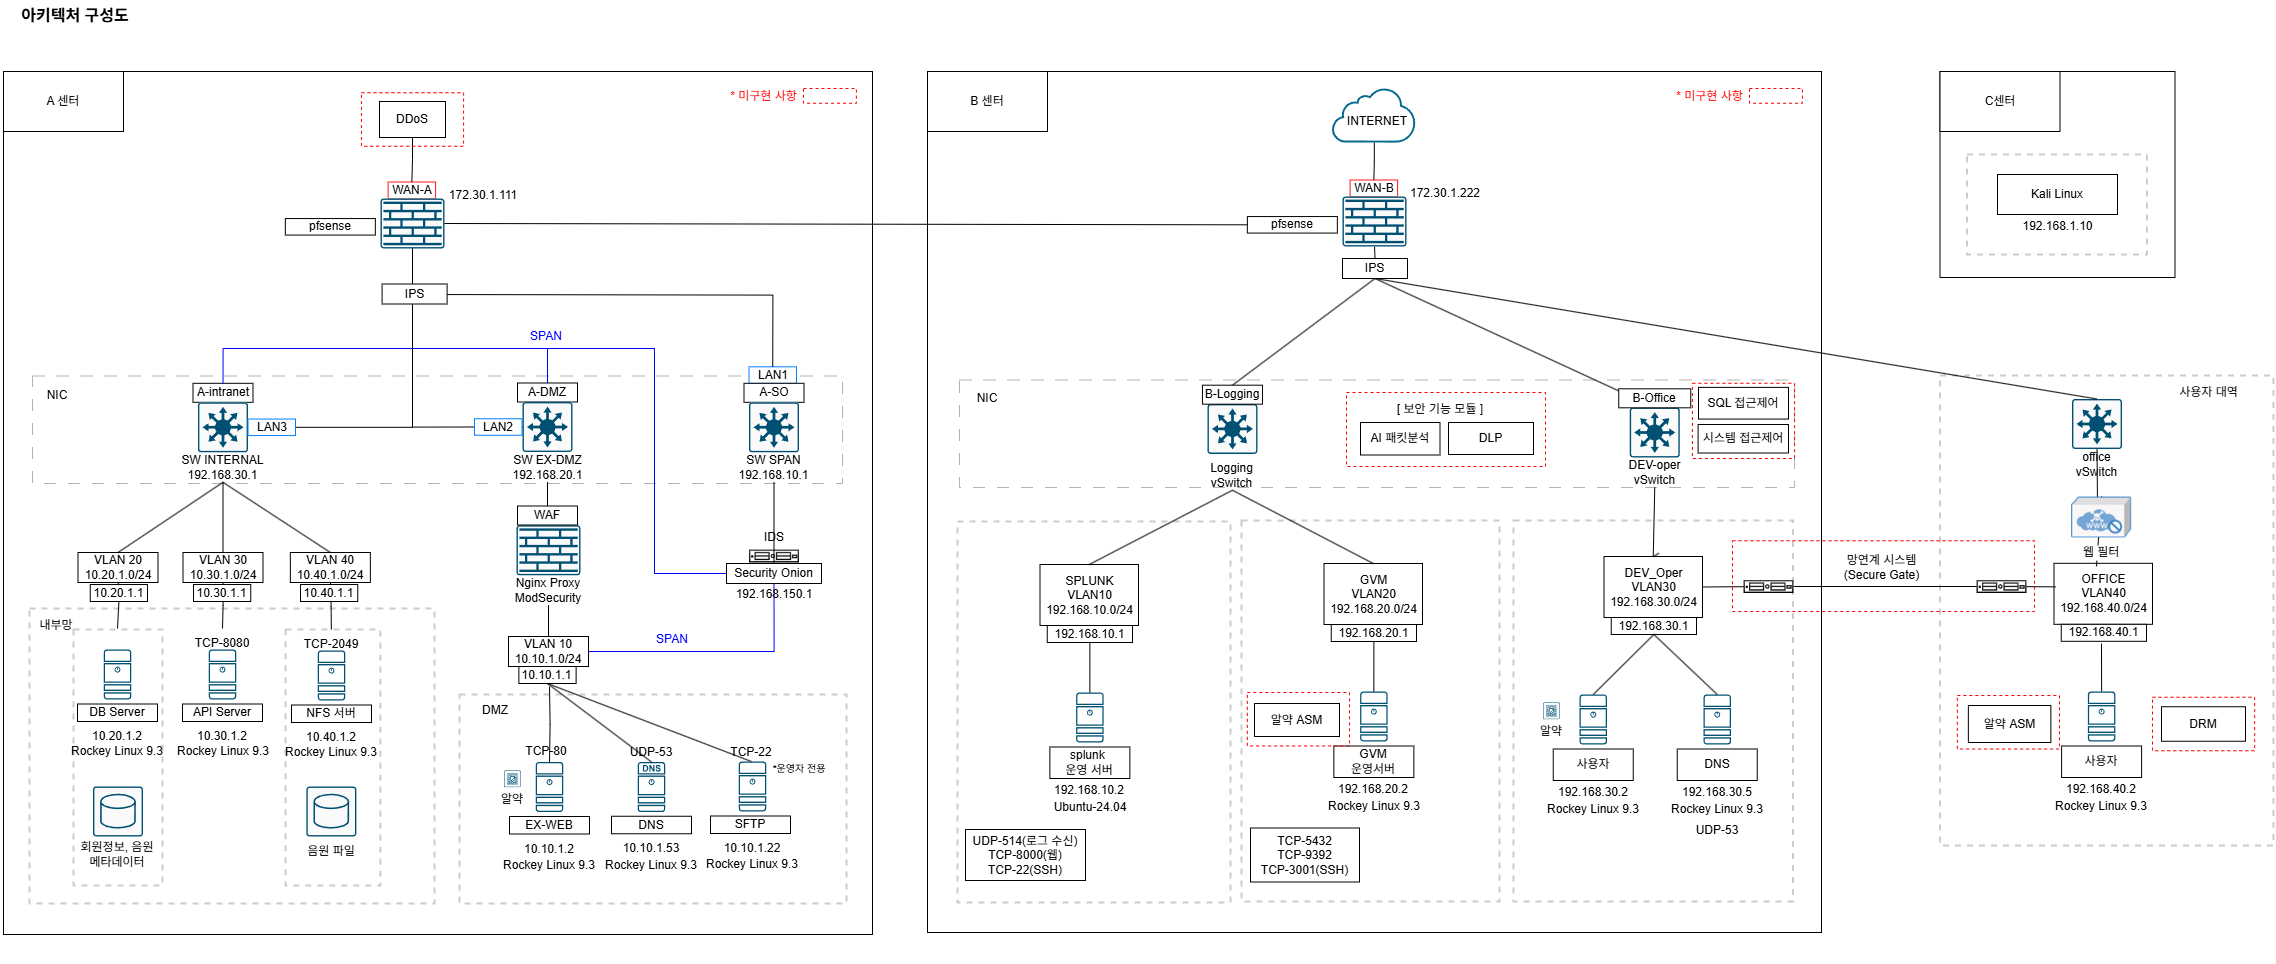 아키텍처 구성도
A 센터
* 미구현 사항
DDoS
WAN-A
172.30.1.111
pfsense
IPS
SPAN
NIC
A-intranet
LAN3
SW INTERNAL
192.168.30.1
A-DMZ
LAN2
SW EX-DMZ
192.168.20.1
LAN1
A-SO
SW SPAN
192.168.10.1
WAF
Nginx Proxy
ModSecurity
IDS
Security Onion
192.168.150.1
SPAN
VLAN 20
10.20.1.0/24
10.20.1.1
VLAN 30
10.30.1.0/24
10.30.1.1
VLAN 40
10.40.1.0/24
10.40.1.1
VLAN 10
10.10.1.0/24
10.10.1.1
내부망
DB Server
10.20.1.2
Rockey Linux 9.3
회원정보, 음원
메타데이터
TCP-8080
API Server
10.30.1.2
Rockey Linux 9.3
TCP-2049
NFS 서버
10.40.1.2
Rockey Linux 9.3
음원 파일
DMZ
TCP-80
알약
EX-WEB
10.10.1.2
Rockey Linux 9.3
UDP-53
DNS
DNS
10.10.1.53
Rockey Linux 9.3
TCP-22
*운영자 전용
SFTP
10.10.1.22
Rockey Linux 9.3
B 센터
* 미구현 사항
INTERNET
WAN-B
172.30.1.222
pfsense
IPS
NIC
B-Logging
Logging
vSwitch
[ 보안 기능 모듈 ]
AI 패킷분석
DLP
B-Office
DEV-oper
vSwitch
SQL 접근제어
시스템 접근제어
SPLUNK
VLAN10
192.168.10.0/24
192.168.10.1
splunk
운영 서버
192.168.10.2
Ubuntu-24.04
UDP-514(로그 수신)
TCP-8000(웹)
TCP-22(SSH)
GVM
VLAN20
192.168.20.0/24
192.168.20.1
알약 ASM
GVM
운영서버
192.168.20.2
Rockey Linux 9.3
TCP-5432
TCP-9392
TCP-3001(SSH)
DEV_Oper
VLAN30
192.168.30.0/24
192.168.30.1
알약
사용자
192.168.30.2
Rockey Linux 9.3
DNS
192.168.30.5
Rockey Linux 9.3
UDP-53
망연계 시스템
(Secure Gate)
C센터
Kali Linux
192.168.1.10
사용자 대역
office
vSwitch
WWW
웹 필터
OFFICE
VLAN40
192.168.40.0/24
192.168.40.1
알약 ASM
DRM
사용자
192.168.40.2
Rockey Linux 9.3